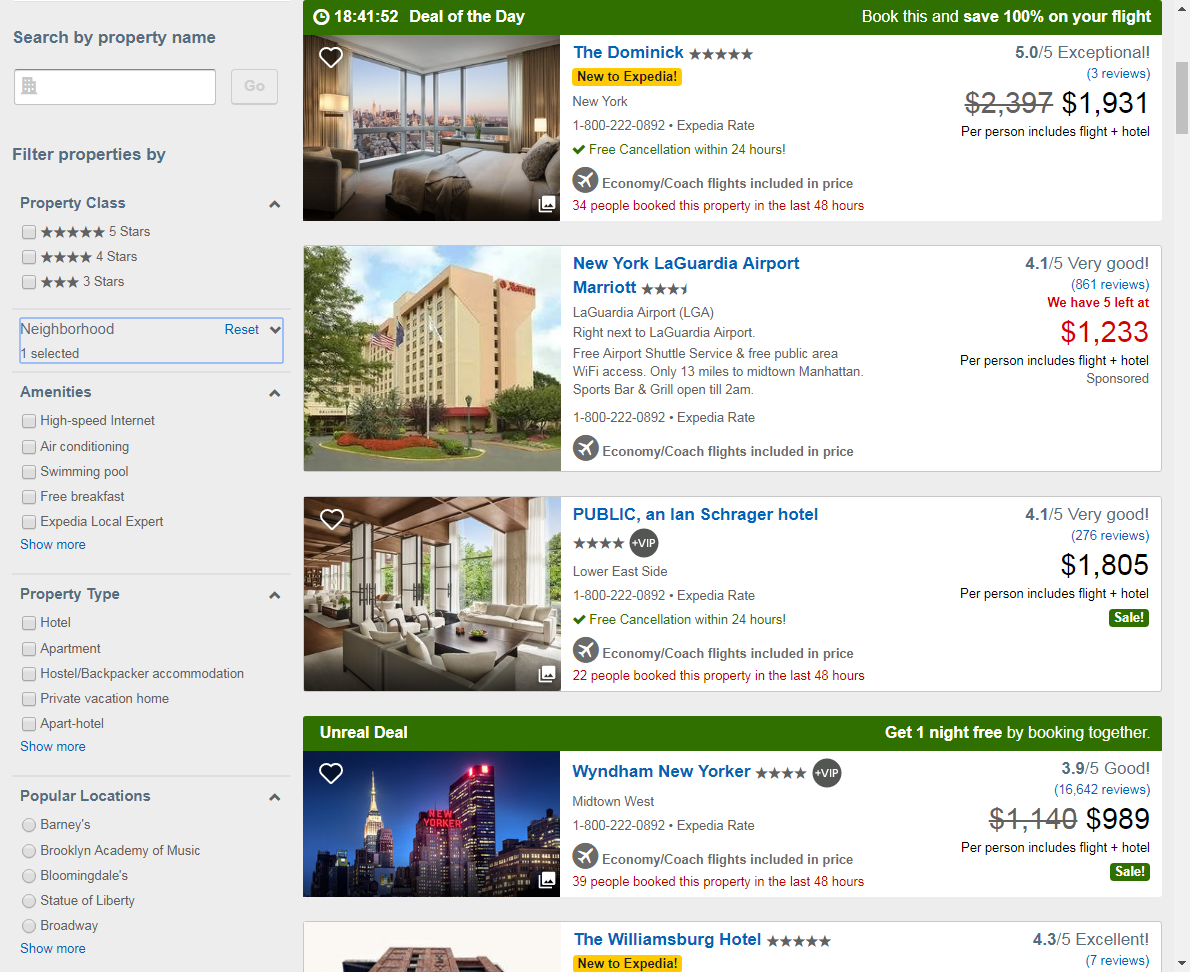 Search by property name
Go
Filter properties by
Property Class
5 Stars
4 Stars
3 Stars
Neighborhood Reset
1 selected
Amenities
High-speed Internet
Air conditioning
Swimming pool
Free breakfast
Expedia Local Expert
Show more
Property Type
Hotel
Apartment
Hostel/Backpacker accommodation
Private vacation home
Apart-hotel
Show more
Popular Locations
Barney's
Brooklyn Academy of Music
Bloomingdale's
Statue of Liberty
Broadway
Show more
18:41:52 Deal of the Day Book this and save 100% on your flight
The Dominick
New to Expedia!
New York
1-800-222-0892 • Expedia Rate
Free Cancellation within 24 hours!
Economy/Coach flights included in price
34 people booked this property in the last 48 hours
5.0/5 Exceptional!
(3 reviews)
$2,397 $1,931
Per person includes flight + hotel
Marriott
New York LaGuardia Airport
Marriott
LaGuardia Airport (LGA)
Right next to LaGuardia Airport.
Free Airport Shuttle Service & free public area
WiFi access. Only 13 miles to midtown Manhattan.
Sports Bar & Grill open till 2am.
1-800-222-0892 • Expedia Rate
Economy/Coach flights included in price
4.1/5 Very good!
(861 reviews)
We have 5 left at
$1,233
Per person includes flight + hotel
Sponsored
PUBLIC, an Ian Schrager hotel
+VIP
Lower East Side
1-800-222-0892 • Expedia Rate
Free Cancellation within 24 hours!
Economy/Coach flights included in price
22 people booked this property in the last 48 hours
4.1/5 Very good!
(276 reviews)
$1,805
Per person includes flight + hotel
Sale!
Unreal Deal Get 1 night free by booking together.
NEW
YORKER
Wyndham New Yorker +VIP
Midtown West
1-800-222-0892 • Expedia Rate
Economy/Coach flights included in price
39 people booked this property in the last 48 hours
3.9/5 Good!
(16,642 reviews)
$1,140 $989
Per person includes flight + hotel
Sale!
The Williamsburg Hotel
New to Expedia!
4.3/5 Excellent!
(7 reviews)